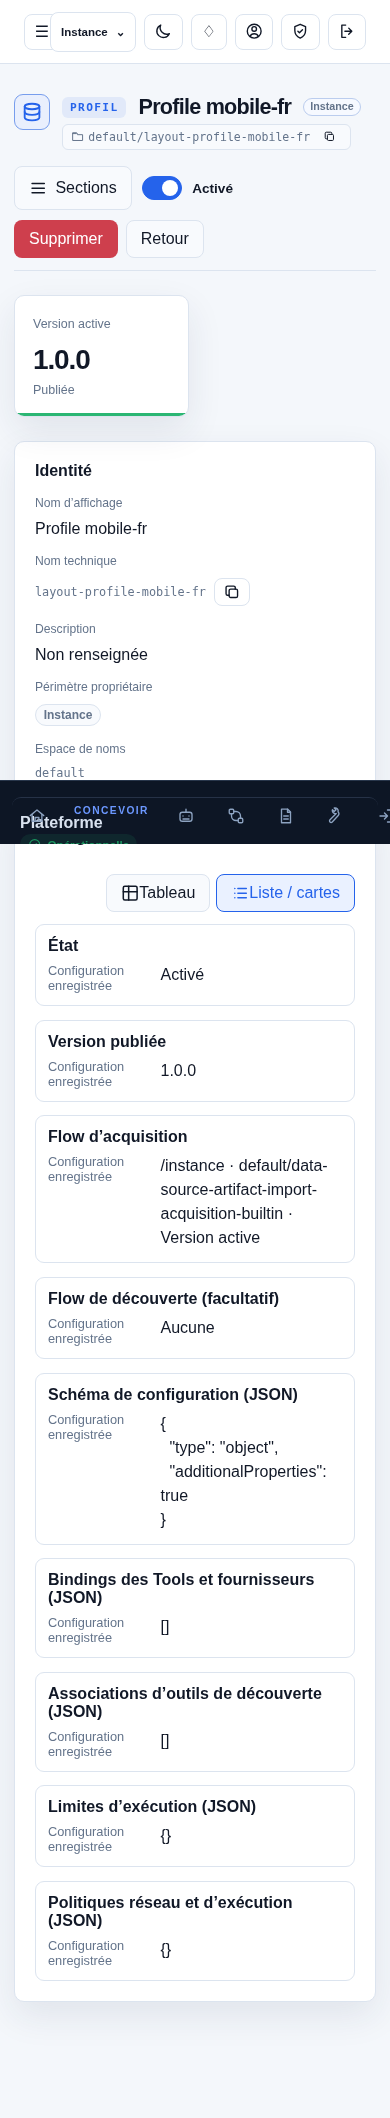 Instance
PROFIL Profile mobile-fr Instance
default/layout-profile-mobile-fr
Sections Activé
Supprimer Retour
Version active
1.0.0
Publiée
Identité
Nom d’affichage
Profile mobile-fr
Nom technique
layout-profile-mobile-fr
Description
Non renseignée
Périmètre propriétaire
Instance
Espace de noms
default
CONCEVOIR
Plateforme
Opérationnelle
Tableau Liste / cartes
État
Configuration
enregistrée
Activé
Version publiée
Configuration
enregistrée
1.0.0
Flow d’acquisition
Configuration
enregistrée
/instance · default/data-
source-artifact-import-
acquisition-builtin ·
Version active
Flow de découverte (facultatif)
Configuration
enregistrée
Aucune
Schéma de configuration (JSON)
Configuration
enregistrée
{
"type": "object",
"additionalProperties":
true
}
Bindings des Tools et fournisseurs
(JSON)
Configuration
enregistrée
[]
Associations d’outils de découverte
(JSON)
Configuration
enregistrée
[]
Limites d’exécution (JSON)
Configuration
enregistrée
{}
Politiques réseau et d’exécution
(JSON)
Configuration
enregistrée
{}